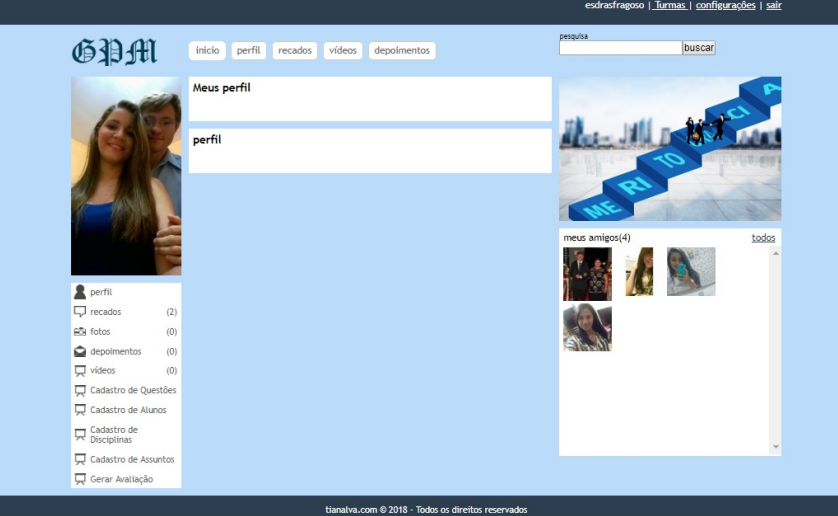 esdrasfragoso | Turmas | configurações | sair
GPM
inicio perfil recados vídeos depoimentos
pesquisa
buscar
Meus perfil
perfil
MERITOCRACIA
meus amigos(4) todos
perfil
recados (2)
fotos (0)
depoimentos (0)
vídeos (0)
Cadastro de Questões
Cadastro de Alunos
Cadastro de
Disciplinas
Cadastro de Assuntos
Gerar Avaliação
tianalva.com © 2018 - Todos os direitos reservados